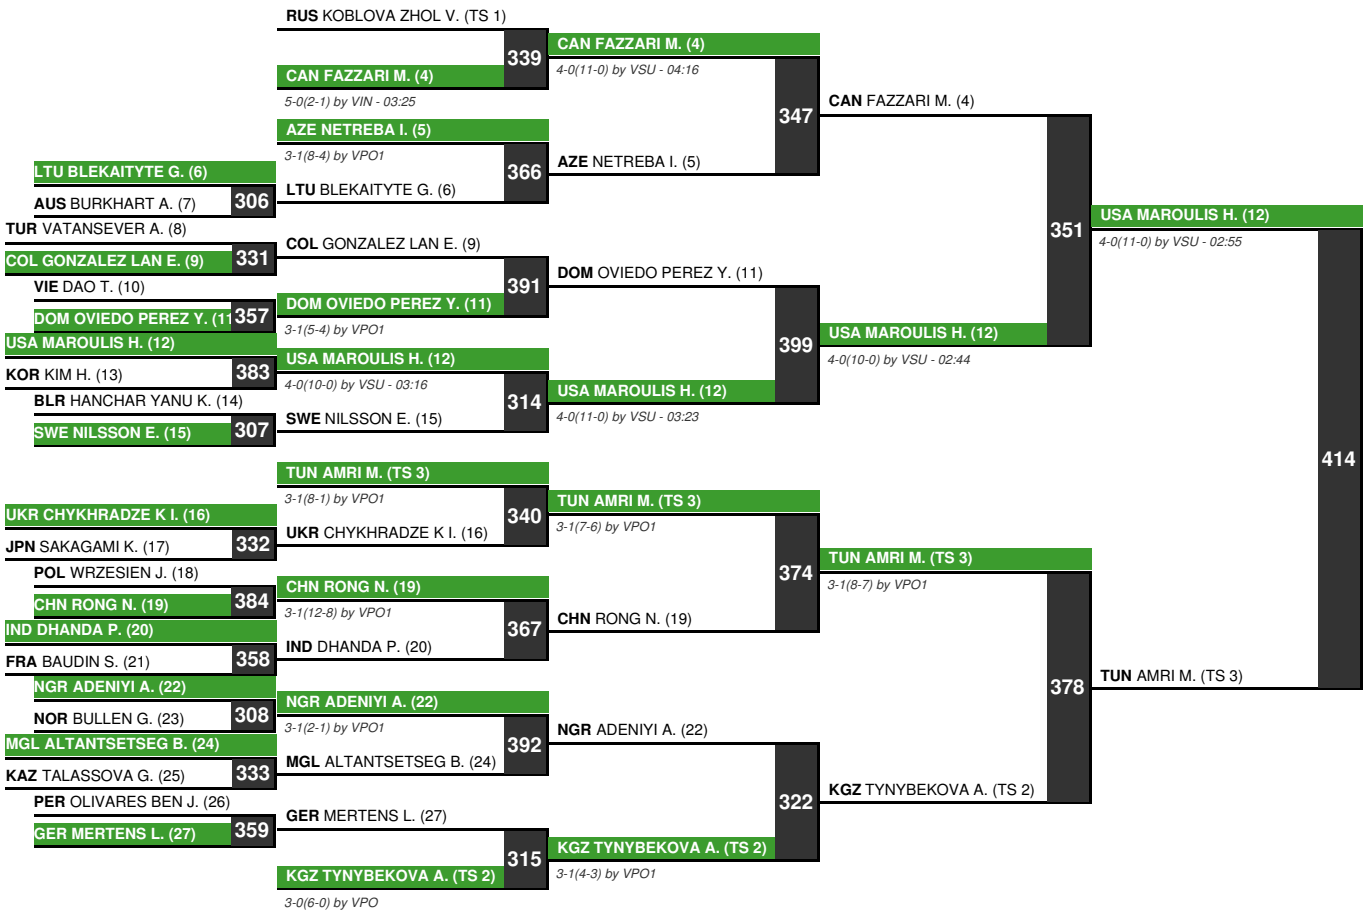 RUS KOBLOVA ZHOL V. (TS 1)
339
CAN FAZZARI M. (4)
5-0(2-1) by VIN - 03:25
AZE NETREBA I. (5)
3-1(8-4) by VPO1
366
LTU BLEKAITYTE G. (6)
LTU BLEKAITYTE G. (6)
AUS BURKHART A. (7)
306
TUR VATANSEVER A. (8)
COL GONZALEZ LAN E. (9)
331
VIE DAO T. (10)
DOM OVIEDO PEREZ Y. (11
357
USA MAROULIS H. (12)
KOR KIM H. (13)
383
BLR HANCHAR YANU K. (14)
SWE NILSSON E. (15)
307
COL GONZALEZ LAN E. (9)
391
DOM OVIEDO PEREZ Y. (11)
3-1(5-4) by VPO1
USA MAROULIS H. (12)
4-0(10-0) by VSU - 03:16
314
SWE NILSSON E. (15)
UKR CHYKHRADZE K I. (16)
JPN SAKAGAMI K. (17)
332
POL WRZESIEN J. (18)
CHN RONG N. (19)
384
IND DHANDA P. (20)
FRA BAUDIN S. (21)
358
NGR ADENIYI A. (22)
NOR BULLEN G. (23)
308
MGL ALTANTSETSEG B. (24)
KAZ TALASSOVA G. (25)
333
PER OLIVARES BEN J. (26)
GER MERTENS L. (27)
359
TUN AMRI M. (TS 3)
3-1(8-1) by VPO1
340
UKR CHYKHRADZE K I. (16)
CHN RONG N. (19)
3-1(12-8) by VPO1
367
IND DHANDA P. (20)
NGR ADENIYI A. (22)
3-1(2-1) by VPO1
392
MGL ALTANTSETSEG B. (24)
GER MERTENS L. (27)
315
KGZ TYNYBEKOVA A. (TS 2)
3-0(6-0) by VPO
CAN FAZZARI M. (4)
4-0(11-0) by VSU - 04:16
347
AZE NETREBA I. (5)
DOM OVIEDO PEREZ Y. (11)
399
USA MAROULIS H. (12)
4-0(11-0) by VSU - 03:23
TUN AMRI M. (TS 3)
3-1(7-6) by VPO1
374
CHN RONG N. (19)
NGR ADENIYI A. (22)
322
KGZ TYNYBEKOVA A. (TS 2)
3-1(4-3) by VPO1
CAN FAZZARI M. (4)
351
USA MAROULIS H. (12)
4-0(10-0) by VSU - 02:44
TUN AMRI M. (TS 3)
3-1(8-7) by VPO1
378
KGZ TYNYBEKOVA A. (TS 2)
USA MAROULIS H. (12)
4-0(11-0) by VSU - 02:55
414
TUN AMRI M. (TS 3)